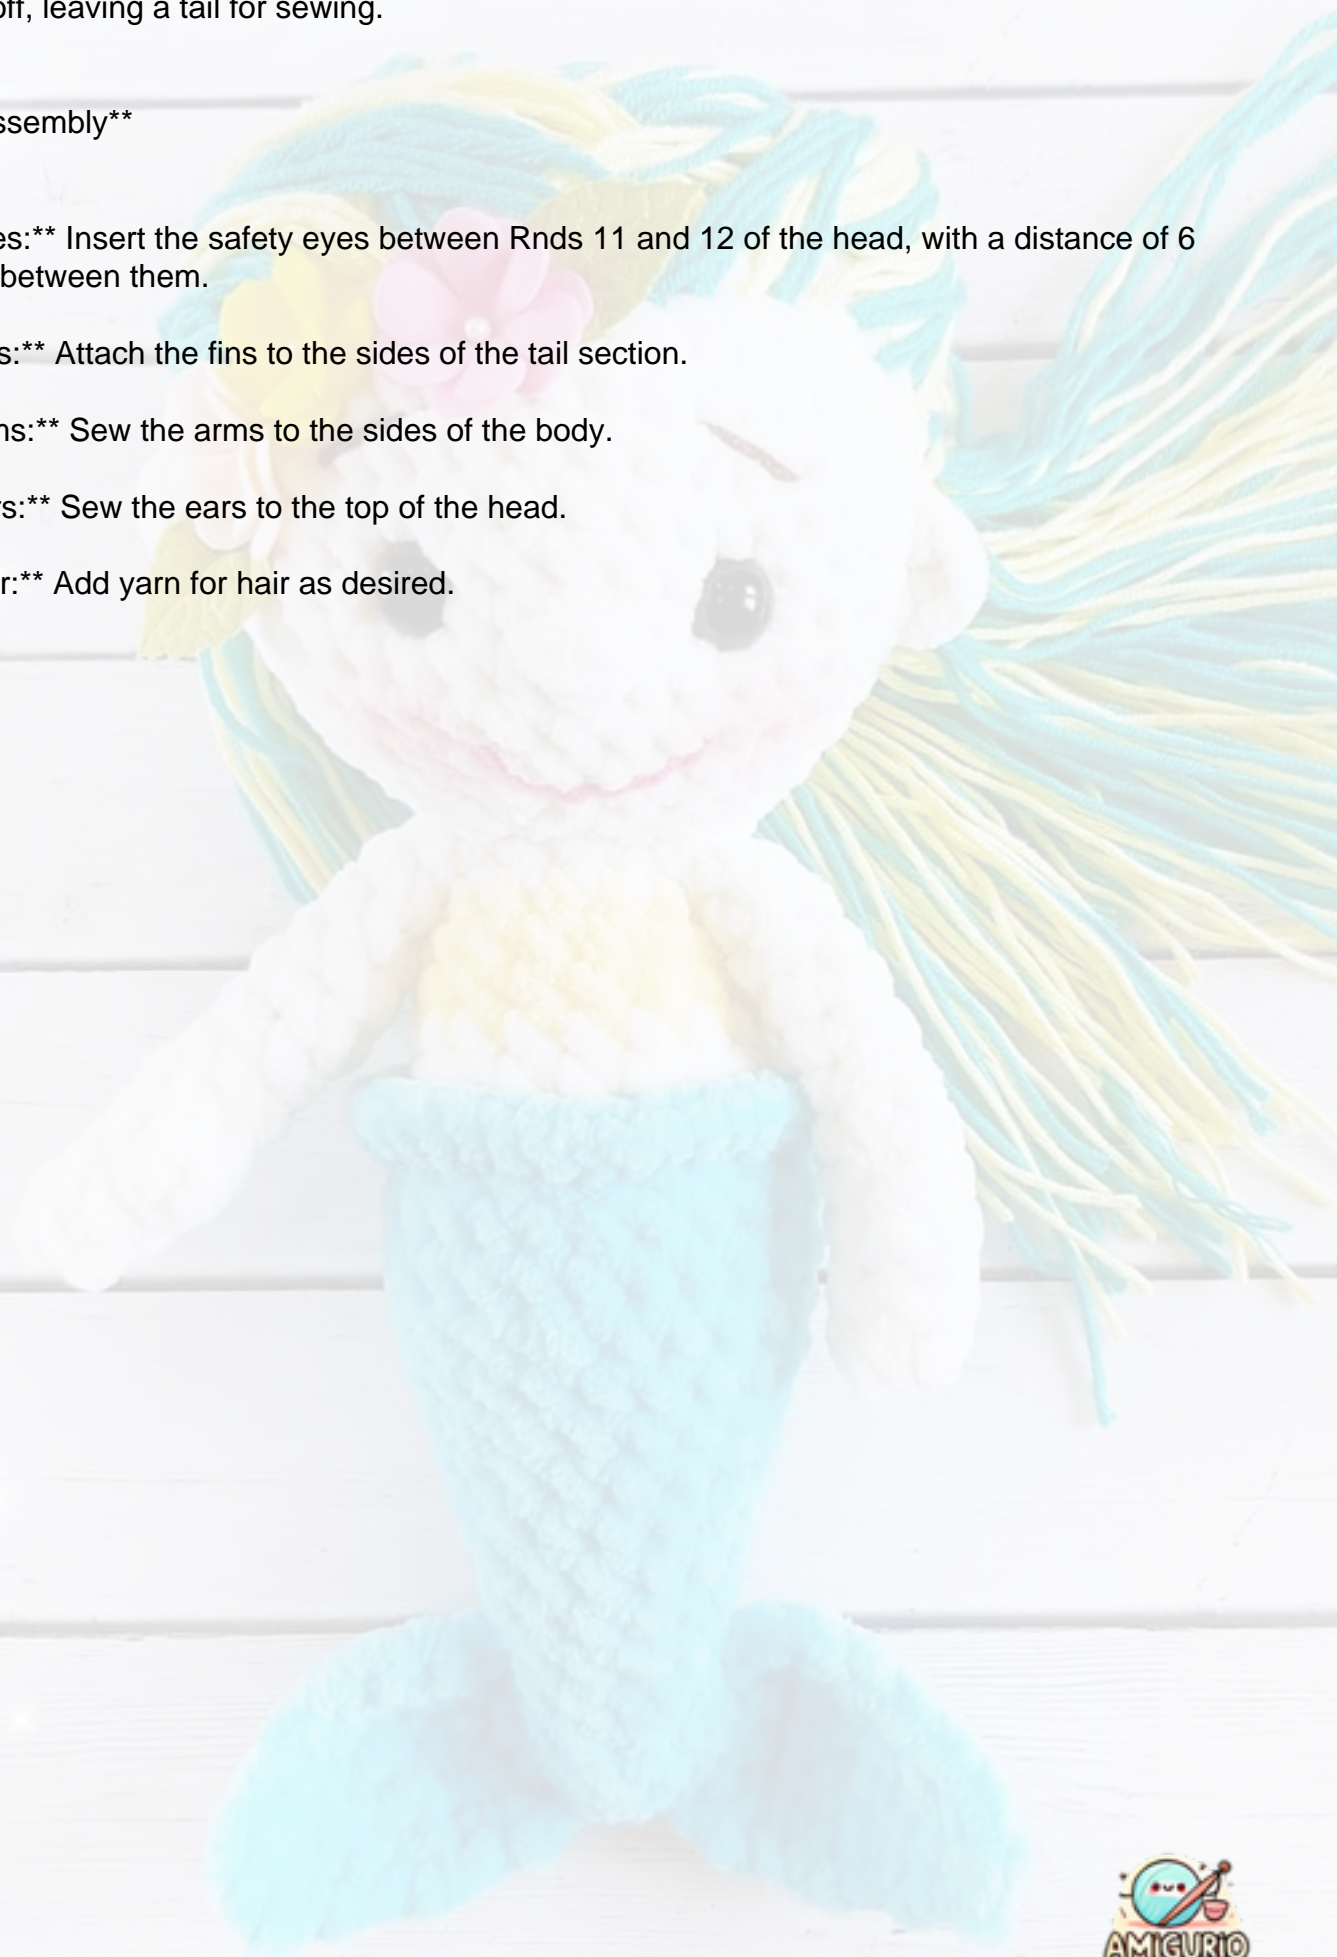 off, leaving a tail for sewing.
ssembly**
es:** Insert the safety eyes between Rnds 11 and 12 of the head, with a distance of 6
between them.
s:** Attach the fins to the sides of the tail section.
ms:** Sew the arms to the sides of the body.
rs:** Sew the ears to the top of the head.
r:** Add yarn for hair as desired.
AMIGURIO